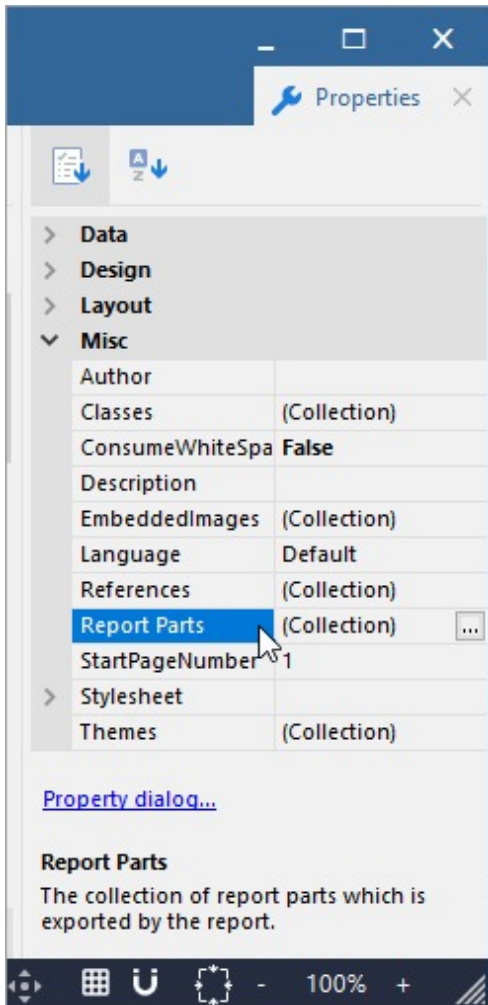 Properties
A
Z
Data
Design
Layout
Misc
Author
Classes (Collection)
ConsumeWhiteSpa False
Description
EmbeddedImages (Collection)
Language Default
References (Collection)
Report Parts (Collection) ...
StartPageNumber 1
Stylesheet
Themes (Collection)
Property dialog...
Report Parts
The collection of report parts which is
exported by the report.
- 100% +